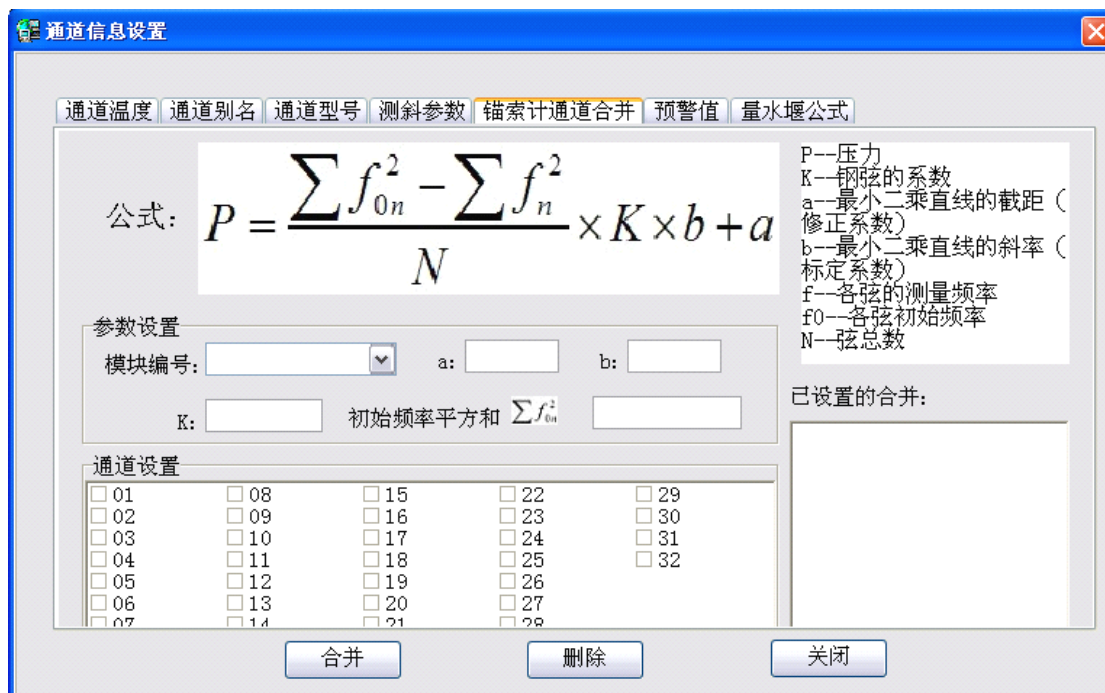 通道信息设置
通道温度 通道别名 通道型号 测斜参数 锚索计通道合并 预警值 量水堰公式
公式: P = (∑f₀ₙ² − ∑fₙ²) / N × K × b + a
P--压力
K--钢弦的系数
a--最小二乘直线的截距（
修正系数）
b--最小二乘直线的斜率（
标定系数）
f--各弦的测量频率
f0--各弦初始频率
N--弦总数
参数设置
模块编号: a: b:
K: 初始频率平方和 ∑f₀ₙ²
已设置的合并:
通道设置
01 08 15 22 29
02 09 16 23 30
03 10 17 24 31
04 11 18 25 32
05 12 19 26
06 13 20 27
07 14 21 28
合并 删除 关闭